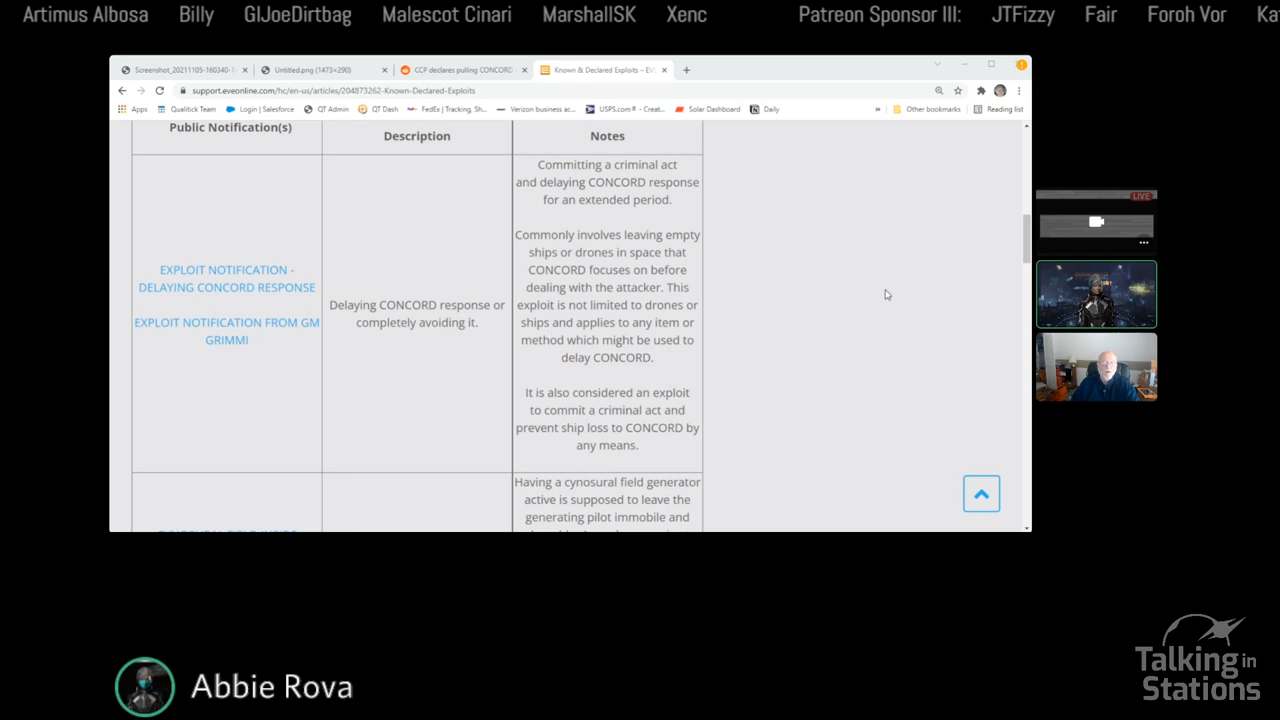 Artimus Albosa Billy GIJoeDirtbag Malescot Cinari MarshallSK Xenc Patreon Sponsor III: JTFizzy Fair Foroh Vor Ka
Screenshot_20211105-160340-1 Untitled.png (1473×290) CCP declares pulling CONCORD Known & Declared Exploits – EV
support.eveonline.com/hc/en-us/articles/204873262-Known-Declared-Exploits
Apps Qualitick Team Login | Salesforce QT Admin QT Dash FedEx | Tracking, Sh... Verizon business ac... USPS.com® - Creat... Solar Dashboard Daily » Other bookmarks Reading list
Public Notification(s)
Description
Notes
EXPLOIT NOTIFICATION -
DELAYING CONCORD RESPONSE
EXPLOIT NOTIFICATION FROM GM
GRIMMI
Delaying CONCORD response or
completely avoiding it.
Committing a criminal act
and delaying CONCORD response
for an extended period.
Commonly involves leaving empty
ships or drones in space that
CONCORD focuses on before
dealing with the attacker. This
exploit is not limited to drones or
ships and applies to any item or
method which might be used to
delay CONCORD.
It is also considered an exploit
to commit a criminal act and
prevent ship loss to CONCORD by
any means.
Having a cynosural field generator
active is supposed to leave the
generating pilot immobile and
LIVE
Abbie Rova
Talking in
Stations